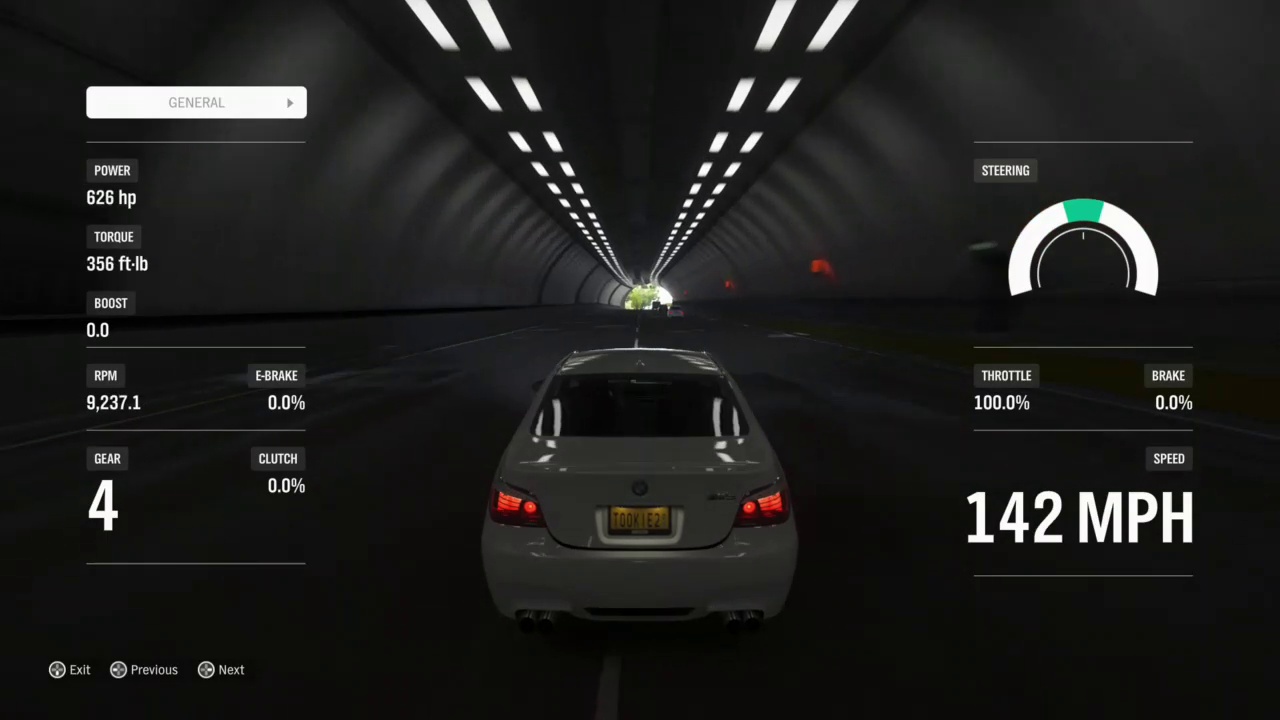 GENERAL
POWER
626 hp
TORQUE
356 ft·lb
BOOST
0.0
RPM
E-BRAKE
9,237.1
0.0%
GEAR
CLUTCH
4
0.0%
STEERING
THROTTLE
BRAKE
100.0%
0.0%
SPEED
142 MPH
TOOKIE2
Exit
Previous
Next